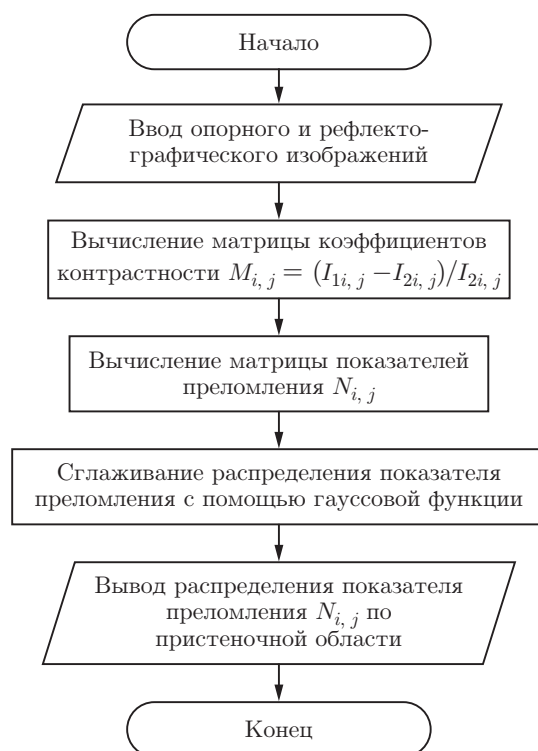 Начало
Ввод опорного и рефлекто-
графического изображений
Вычисление матрицы коэффициентов
контрастности M_{i, j} = (I_{1i, j} − I_{2i, j})/I_{2i, j}
Вычисление матрицы показателей
преломления N_{i, j}
Сглаживание распределения показателя
преломления с помощью гауссовой функции
Вывод распределения показателя
преломления N_{i, j} по
пристеночной области
Конец